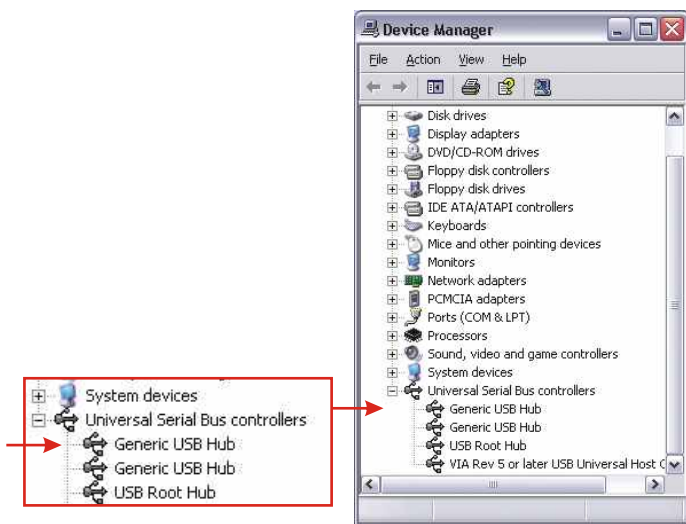 Device Manager
File Action View Help
Disk drives
Display adapters
DVD/CD-ROM drives
Floppy disk controllers
Floppy disk drives
IDE ATA/ATAPI controllers
Keyboards
Mice and other pointing devices
Monitors
Network adapters
PCMCIA adapters
Ports (COM & LPT)
Processors
Sound, video and game controllers
System devices
Universal Serial Bus controllers
Generic USB Hub
Generic USB Hub
USB Root Hub
VIA Rev 5 or later USB Universal Host C
System devices
Universal Serial Bus controllers
Generic USB Hub
Generic USB Hub
USB Root Hub